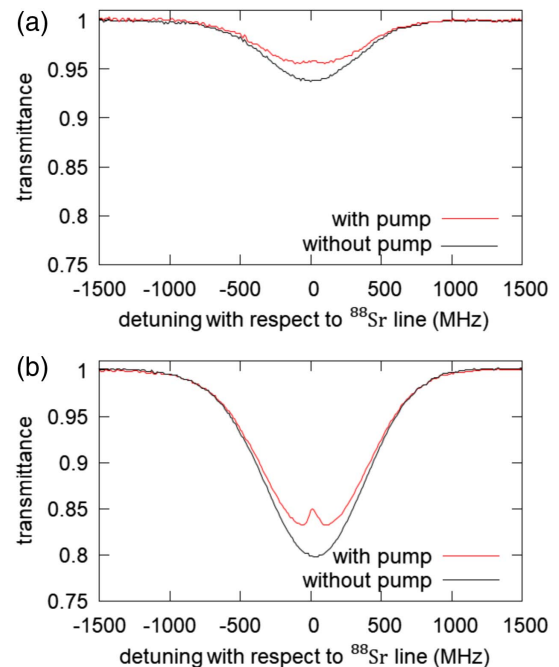 (a)
1
0.95
0.9
0.85
0.8
0.75
transmittance
with pump
without pump
-1500 -1000 -500 0 500 1000 1500
detuning with respect to ⁸⁸Sr line (MHz)
(b)
1
0.95
0.9
0.85
0.8
0.75
transmittance
with pump
without pump
-1500 -1000 -500 0 500 1000 1500
detuning with respect to ⁸⁸Sr line (MHz)